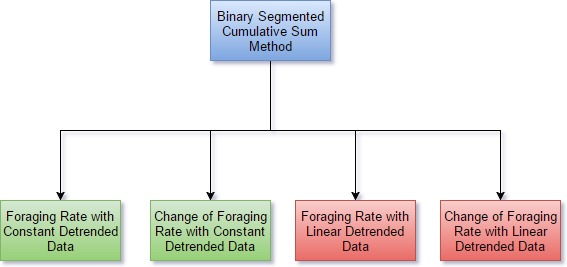 Binary Segmented
Cumulative Sum
Method
Foraging Rate with
Constant Detrended
Data
Change of Foraging
Rate with Constant
Detrended Data
Foraging Rate with
Linear Detrended
Data
Change of Foraging
Rate with Linear
Detrended Data